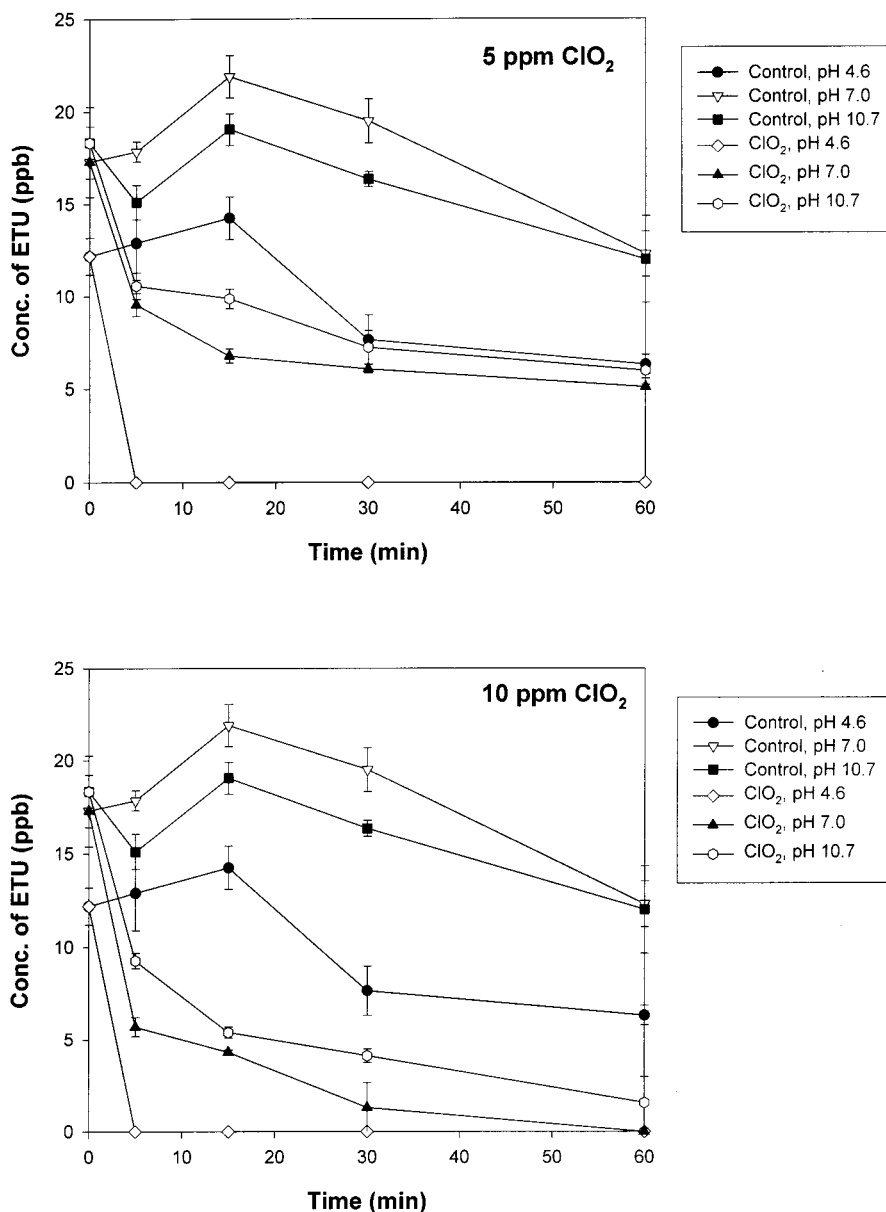 5 ppm ClO₂
Conc. of ETU (ppb)
25
20
15
10
5
0
0 10 20 30 40 50 60
Time (min)
Control, pH 4.6
Control, pH 7.0
Control, pH 10.7
ClO₂, pH 4.6
ClO₂, pH 7.0
ClO₂, pH 10.7
10 ppm ClO₂
Conc. of ETU (ppb)
25
20
15
10
5
0
0 10 20 30 40 50 60
Time (min)
Control, pH 4.6
Control, pH 7.0
Control, pH 10.7
ClO₂, pH 4.6
ClO₂, pH 7.0
ClO₂, pH 10.7